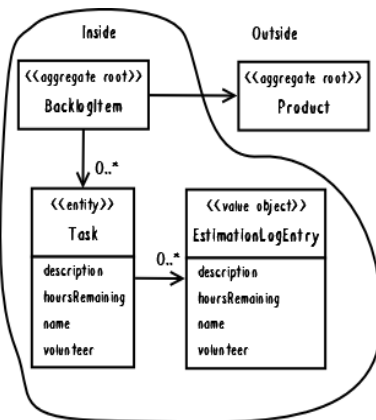 Inside
Outside
<<aggregate root>>
BacklogItem
<<aggregate root>>
Product
0..*
<<entity>>
Task
description
hoursRemaining
name
volunteer
0..*
<<value object>>
EstimationLogEntry
description
hoursRemaining
name
volunteer